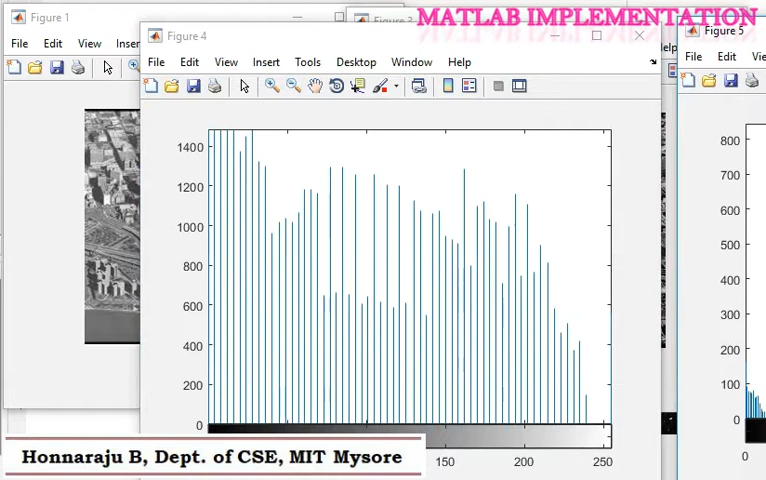 MATLAB IMPLEMENTATION
Figure 1
File Edit View Inser
Figure 4
File Edit View Insert Tools Desktop Window Help
1400
1200
1000
800
600
400
200
0
150 200 250
Figure 5
File Edit Vie
800
700
600
500
400
300
200
100
0
0
Honnaraju B, Dept. of CSE, MIT Mysore